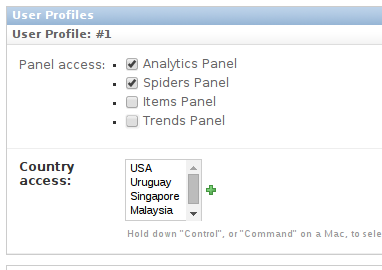 User Profiles
User Profile: #1
Panel access:
Analytics Panel
Spiders Panel
Items Panel
Trends Panel
Country access:
USA
Uruguay
Singapore
Malaysia
Hold down "Control", or "Command" on a Mac, to sele